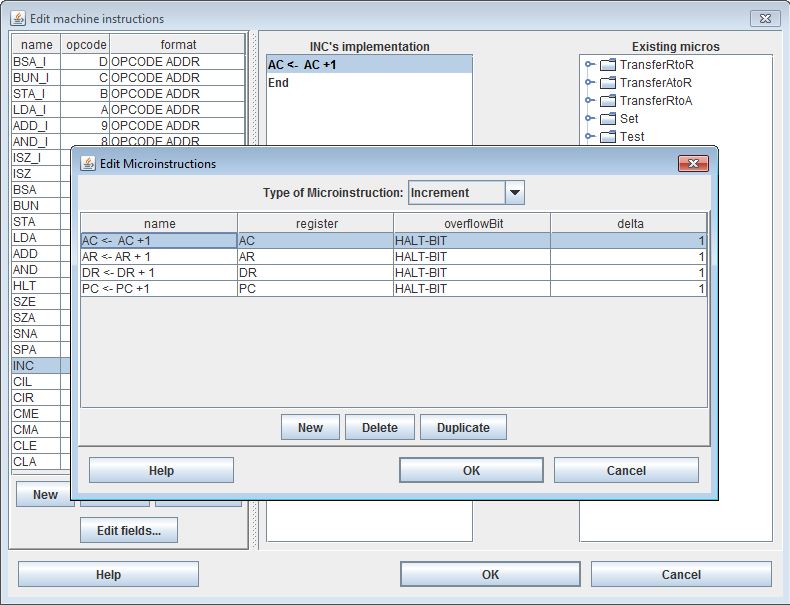 Edit machine instructions
name opcode format
INC's implementation
Existing micros
BSA_I D OPCODE ADDR
BUN_I C OPCODE ADDR
STA_I B OPCODE ADDR
LDA_I A OPCODE ADDR
ADD_I 9 OPCODE ADDR
AND_I 8 OPCODE ADDR
ISZ_I
ISZ
BSA
BUN
STA
LDA
ADD
AND
HLT
SZE
SZA
SNA
SPA
INC
CIL
CIR
CME
CMA
CLE
CLA
AC <- AC +1
End
TransferRtoR
TransferAtoR
TransferRtoA
Set
Test
Edit Microinstructions
Type of Microinstruction: Increment
name register overflowBit delta
AC <- AC +1 AC HALT-BIT 1
AR <- AR + 1 AR HALT-BIT 1
DR <- DR + 1 DR HALT-BIT 1
PC <- PC +1 PC HALT-BIT 1
New Delete Duplicate
Help OK Cancel
New
Edit fields...
Help OK Cancel